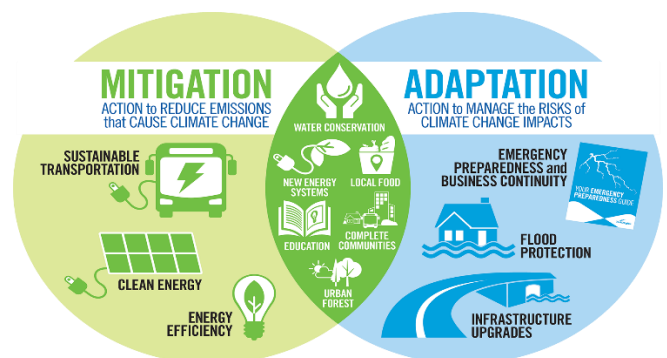 MITIGATION
ACTION to REDUCE EMISSIONS
that CAUSE CLIMATE CHANGE
SUSTAINABLE
TRANSPORTATION
CLEAN ENERGY
ENERGY
EFFICIENCY
WATER CONSERVATION
NEW ENERGY
SYSTEMS
LOCAL FOOD
EDUCATION
COMPLETE
COMMUNITIES
URBAN
FOREST
ADAPTATION
ACTION to MANAGE the RISKS of
CLIMATE CHANGE IMPACTS
EMERGENCY
PREPAREDNESS and
BUSINESS CONTINUITY
YOUR EMERGENCY
PREPAREDNESS GUIDE
FLOOD
PROTECTION
INFRASTRUCTURE
UPGRADES